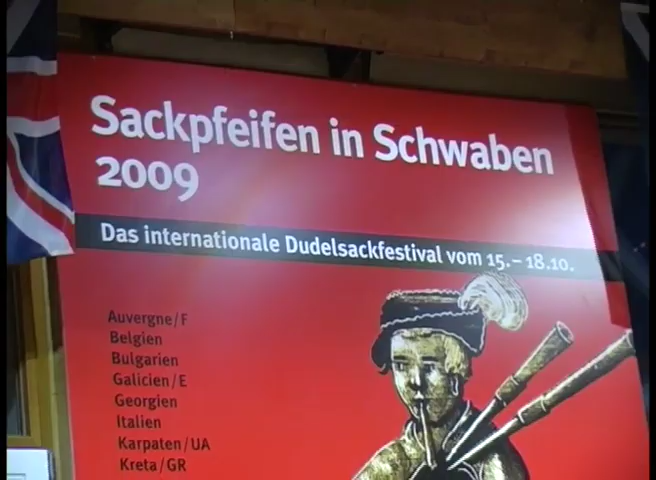 Sackpfeifen in Schwaben
2009
Das internationale Dudelsackfestival vom 15.– 18.10.
Auvergne/F
Belgien
Bulgarien
Galicien/E
Georgien
Italien
Karpaten/UA
Kreta/GR